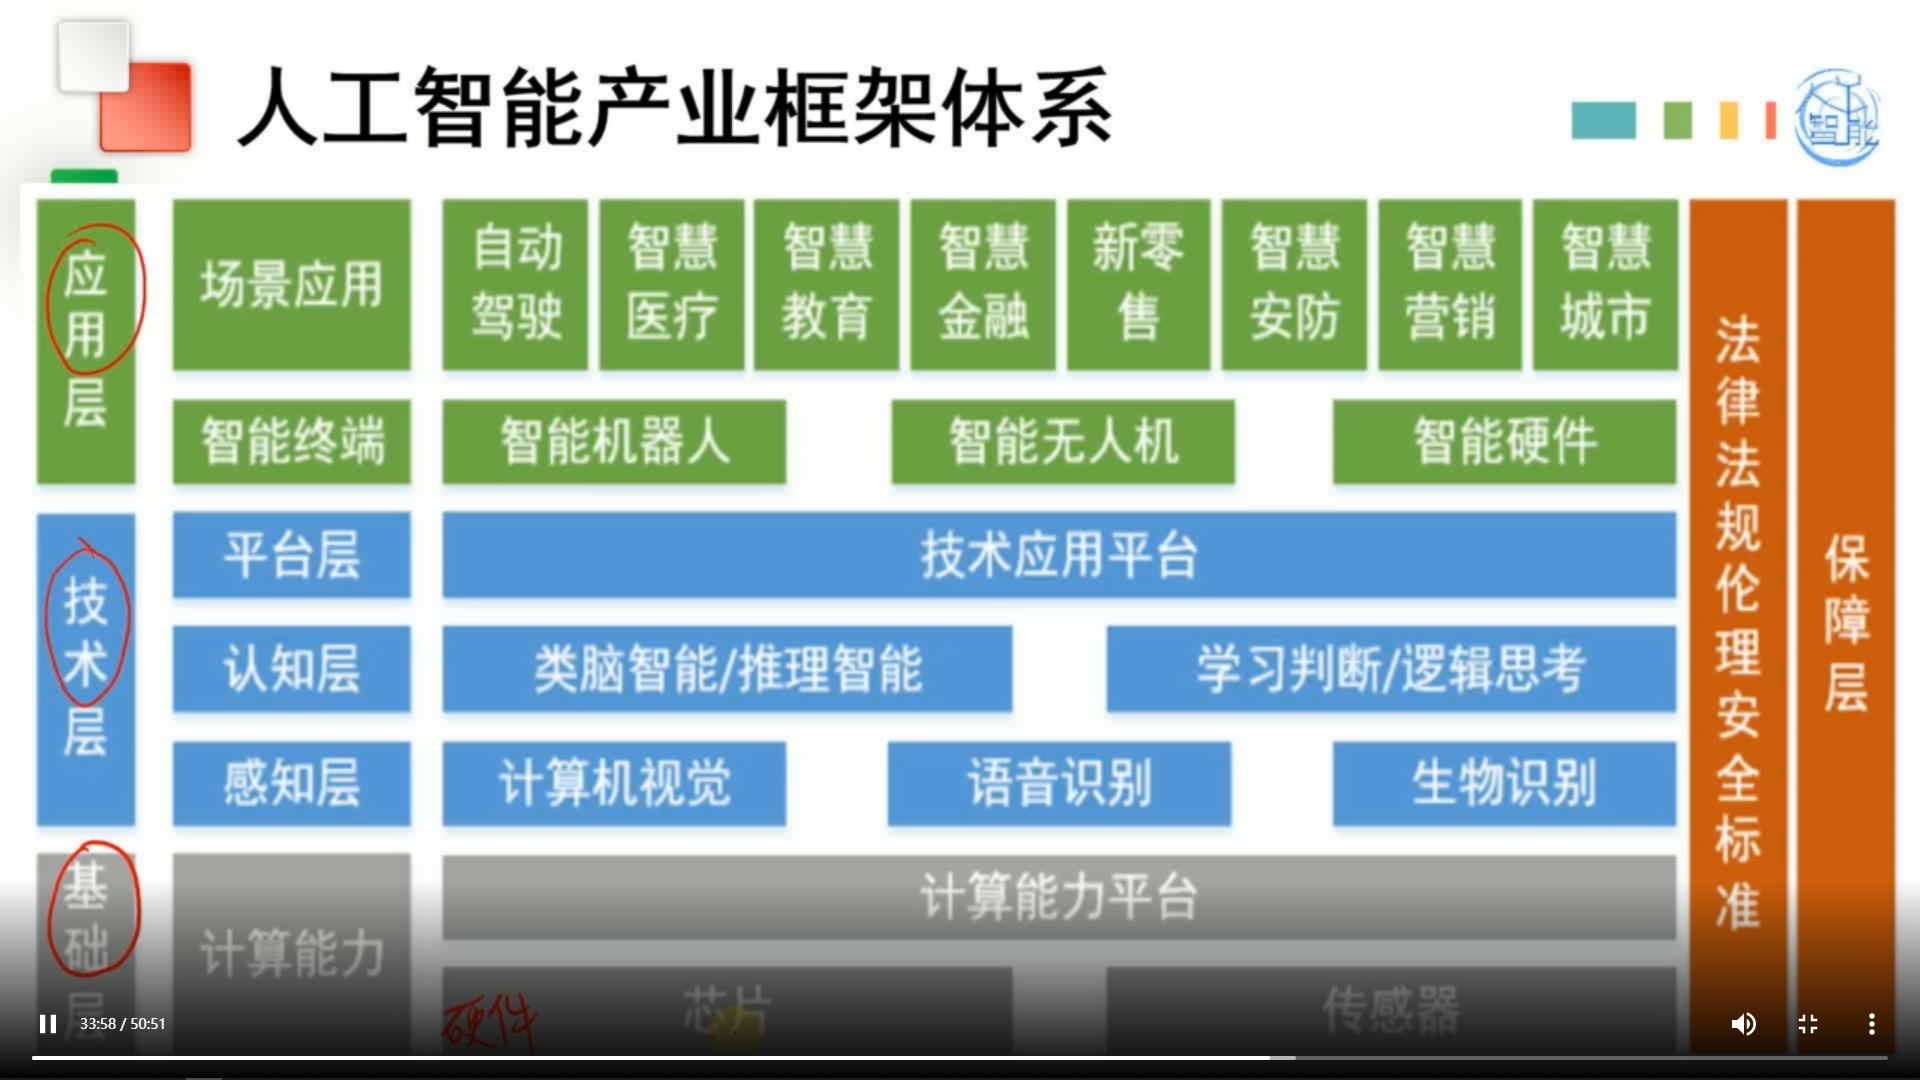 人工智能产业框架体系
智能
应用层
场景应用
自动驾驶
智慧医疗
智慧教育
智慧金融
新零售
智慧安防
智慧营销
智慧城市
智能终端
智能机器人
智能无人机
智能硬件
技术层
平台层
技术应用平台
认知层
类脑智能/推理智能
学习判断/逻辑思考
感知层
计算机视觉
语音识别
生物识别
基础层
计算能力
计算能力平台
硬件
芯片
传感器
法律法规伦理安全标准
保障层
33:58 / 50:51